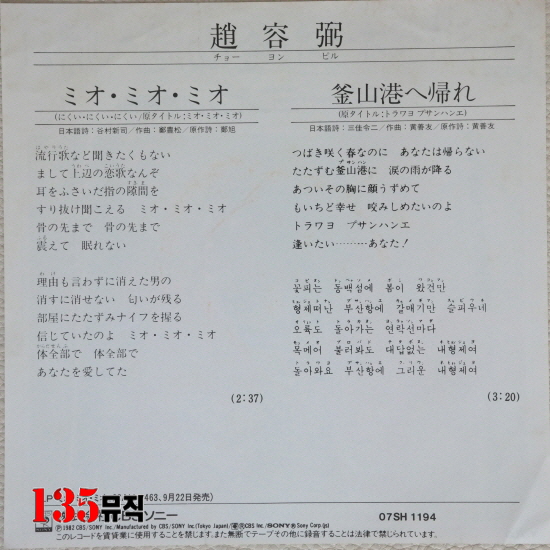 趙容弼
チョー ヨン ピル
ミオ・ミオ・ミオ
(にくい・にくい・にくい/原タイトル;ミオ・ミオ・ミオ)
日本語詩:谷村新司/作曲:鄭豊松/原作詩:鄭旭
流行歌など聞きたくもない
まして上辺の恋歌なんぞ
耳をふさいだ指の隙間を
すり抜け聞こえる ミオ・ミオ・ミオ
骨の先まで 骨の先まで
震えて 眠れない
理由も言わずに消えた男の
消すに消せない 匂いが残る
部屋にたたずみナイフを握る
信じていたのよ ミオ・ミオ・ミオ
体全部で 体全部で
あなたを愛してた
(2:37)
釜山港へ帰れ
(原タイトル:トラワヨ プサンハンエ)
日本語詩:三佳令二/作曲:黄善友/原作詩:黄善友
つばき咲く春なのに あなたは帰らない
たたずむ釜山港に 涙の雨が降る
あついその胸に顔うずめて
もいちど幸せ 咬みしめたいのよ
トラワヨ プサンハンエ
逢いたい………あなた!
꽃피는 동백섬에 봄이 왔건만
형제떠난 부산항에 갈매기만 슬피우네
오륙도 돌아가는 연락선마다
목메어 불러봐도 대답없는 내형제여
돌아와요 부산항에 그리운 내형제여
(3:20)
463、9月22日発売)
135뮤직
ソニー
07SH 1194
Ⓟ1982 CBS/SONY Inc./Manufactured by CBS/SONY Inc.(Tokyo Japan)/CBS/SONY Inc./SONY Sony Corp.(s)
このレコードを賃貸業に使用することを禁じます。また無断でテープその他に録音することは法律で禁じられています。